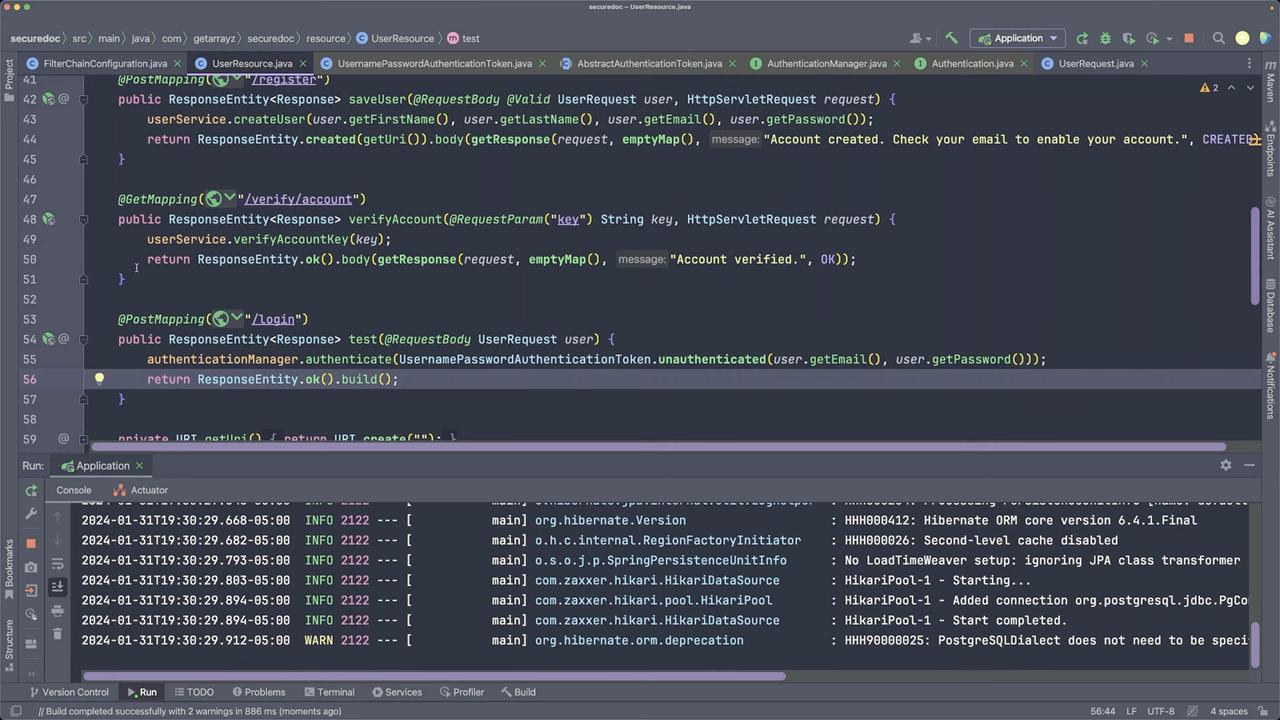 securedoc – UserResource.java
securedoc src main java com getarrayz securedoc resource UserResource test Application
FilterChainConfiguration.java UserResource.java UsernamePasswordAuthenticationToken.java AbstractAuthenticationToken.java AuthenticationManager.java Authentication.java UserRequest.java
Project
Maven
Endpoints
AI Assistant
Database
Notifications
Bookmarks
Structure
2
41 @PostMapping("/register")
42 public ResponseEntity<Response> saveUser(@RequestBody @Valid UserRequest user, HttpServletRequest request) {
43 userService.createUser(user.getFirstName(), user.getLastName(), user.getEmail(), user.getPassword());
44 return ResponseEntity.created(getUri()).body(getResponse(request, emptyMap(), message: "Account created. Check your email to enable your account.", CREATED)
45 }
46
47 @GetMapping("/verify/account")
48 public ResponseEntity<Response> verifyAccount(@RequestParam("key") String key, HttpServletRequest request) {
49 userService.verifyAccountKey(key);
50 return ResponseEntity.ok().body(getResponse(request, emptyMap(), message: "Account verified.", OK));
51 }
52
53 @PostMapping("/login")
54 public ResponseEntity<Response> test(@RequestBody UserRequest user) {
55 authenticationManager.authenticate(UsernamePasswordAuthenticationToken.unauthenticated(user.getEmail(), user.getPassword()));
56 return ResponseEntity.ok().build();
57 }
58
59 private URI getUri() { return URI.create(""); }
Run: Application
Console Actuator
2024-01-31T19:30:29.668-05:00 INFO 2122 --- [ main] org.hibernate.Version : HHH000412: Hibernate ORM core version 6.4.1.Final
2024-01-31T19:30:29.682-05:00 INFO 2122 --- [ main] o.h.c.internal.RegionFactoryInitiator : HHH000026: Second-level cache disabled
2024-01-31T19:30:29.793-05:00 INFO 2122 --- [ main] o.s.o.j.p.SpringPersistenceUnitInfo : No LoadTimeWeaver setup: ignoring JPA class transformer
2024-01-31T19:30:29.803-05:00 INFO 2122 --- [ main] com.zaxxer.hikari.HikariDataSource : HikariPool-1 - Starting...
2024-01-31T19:30:29.894-05:00 INFO 2122 --- [ main] com.zaxxer.hikari.pool.HikariPool : HikariPool-1 - Added connection org.postgresql.jdbc.PgCo
2024-01-31T19:30:29.894-05:00 INFO 2122 --- [ main] com.zaxxer.hikari.HikariDataSource : HikariPool-1 - Start completed.
2024-01-31T19:30:29.912-05:00 WARN 2122 --- [ main] org.hibernate.orm.deprecation : HHH90000025: PostgreSQLDialect does not need to be speci
Version Control Run TODO Problems Terminal Services Profiler Build
// Build completed successfully with 2 warnings in 886 ms (moments ago) 56:44 LF UTF-8 4 spaces